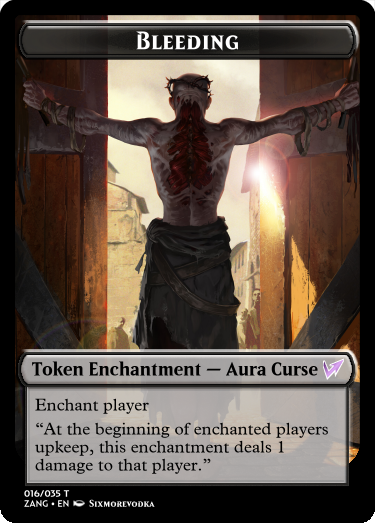 Bleeding
Token Enchantment — Aura Curse
Enchant player
“At the beginning of enchanted players
upkeep, this enchantment deals 1
damage to that player.”
016/035 T
ZANG • EN Sixmorevodka